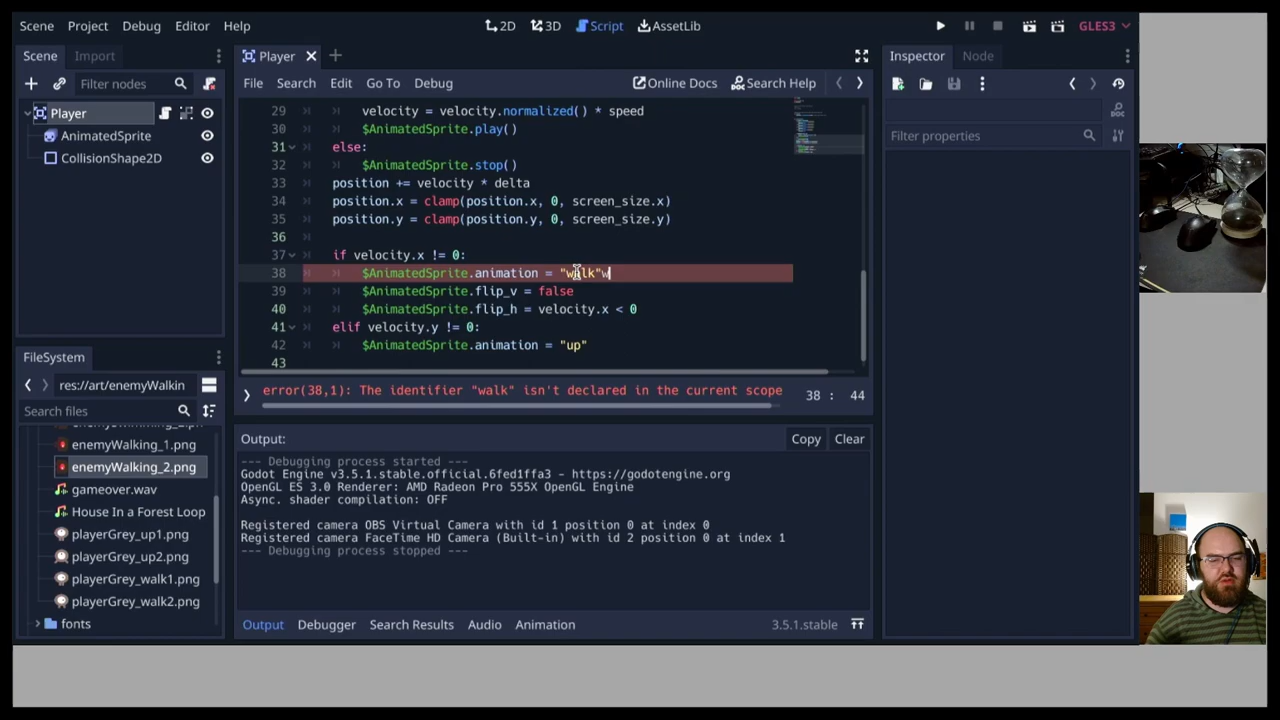 Scene Project Debug Editor Help 2D 3D Script AssetLib GLES3
Scene Import
Filter nodes
Player
AnimatedSprite
CollisionShape2D
FileSystem
res://art/enemyWalkin
Search files
enemyWalking_1.png
enemyWalking_2.png
gameover.wav
House In a Forest Loop
playerGrey_up1.png
playerGrey_up2.png
playerGrey_walk1.png
playerGrey_walk2.png
fonts
Player
File Search Edit Go To Debug Online Docs Search Help
29 velocity = velocity.normalized() * speed
30 $AnimatedSprite.play()
31 else:
32 $AnimatedSprite.stop()
33 position += velocity * delta
34 position.x = clamp(position.x, 0, screen_size.x)
35 position.y = clamp(position.y, 0, screen_size.y)
36
37 if velocity.x != 0:
38 $AnimatedSprite.animation = "walk"w
39 $AnimatedSprite.flip_v = false
40 $AnimatedSprite.flip_h = velocity.x < 0
41 elif velocity.y != 0:
42 $AnimatedSprite.animation = "up"
43
error(38,1): The identifier "walk" isn't declared in the current scope 38 : 44
Output: Copy Clear
--- Debugging process started ---
Godot Engine v3.5.1.stable.official.6fed1ffa3 - https://godotengine.org
OpenGL ES 3.0 Renderer: AMD Radeon Pro 555X OpenGL Engine
Async. shader compilation: OFF
Registered camera OBS Virtual Camera with id 1 position 0 at index 0
Registered camera FaceTime HD Camera (Built-in) with id 2 position 0 at index 1
--- Debugging process stopped ---
Output Debugger Search Results Audio Animation 3.5.1.stable
Inspector Node
Filter properties